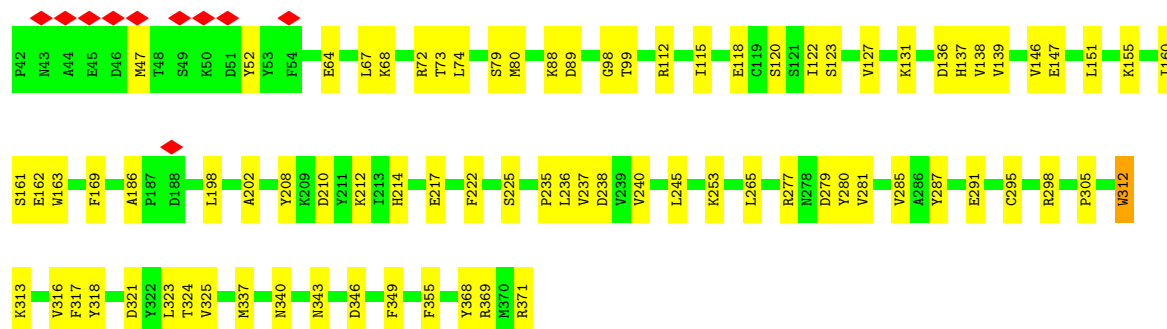 P42 N43 A44 E45 D46 M47 T48 S49 K50 D51 Y52 Y53 F54 E64 L67 K68 R72 T73 L74 S79 M80 K88 D89 G98 T99 R112 I115 E118 C119 S120 S121 I122 S123 V127 K131 D136 H137 V138 V139 V146 E147 L151 K155 I160
S161 E162 W163 F169 A186 P187 D188 L198 A202 Y208 K209 D210 Y211 K212 I213 H214 E217 F222 S225 P235 L236 V237 D238 V239 V240 L245 K253 L265 R277 N278 D279 Y280 V281 V285 A286 Y287 E291 C295 R298 P305 W312
K313 V316 F317 Y318 D321 Y322 L323 T324 V325 M337 N340 N343 D346 F349 F355 Y368 R369 M370 R371